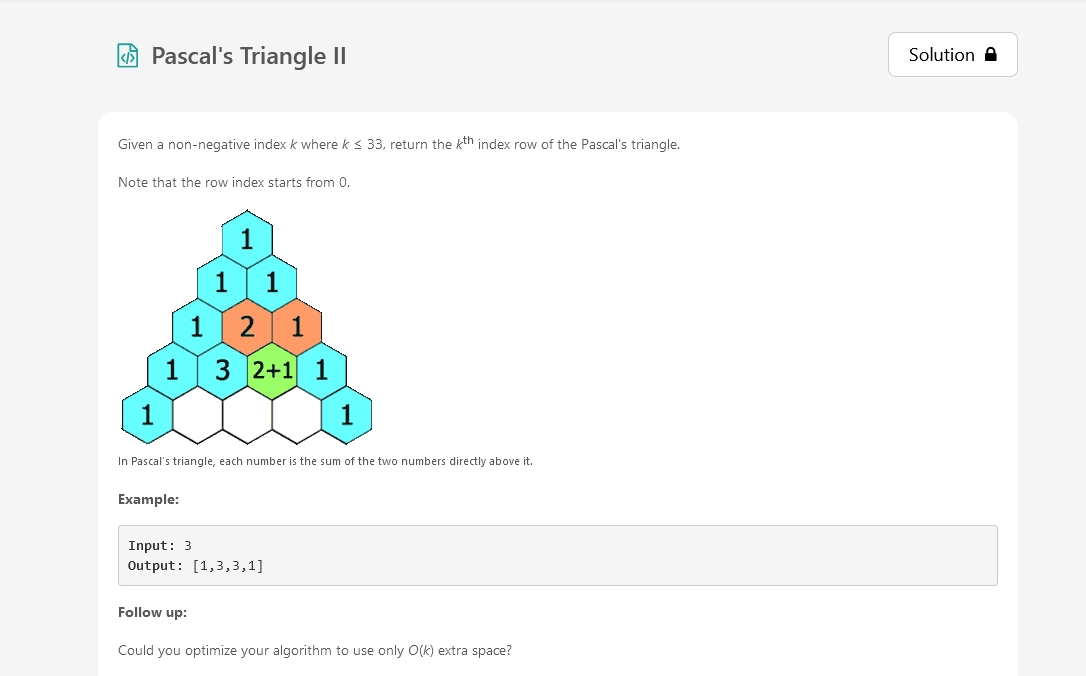 Pascal's Triangle II
Solution
Given a non-negative index k where k ≤ 33, return the kth index row of the Pascal's triangle.
Note that the row index starts from 0.
1
1 1
1 2 1
1 3 2+1 1
1 1
In Pascal's triangle, each number is the sum of the two numbers directly above it.
Example:
Input: 3
Output: [1,3,3,1]
Follow up:
Could you optimize your algorithm to use only O(k) extra space?